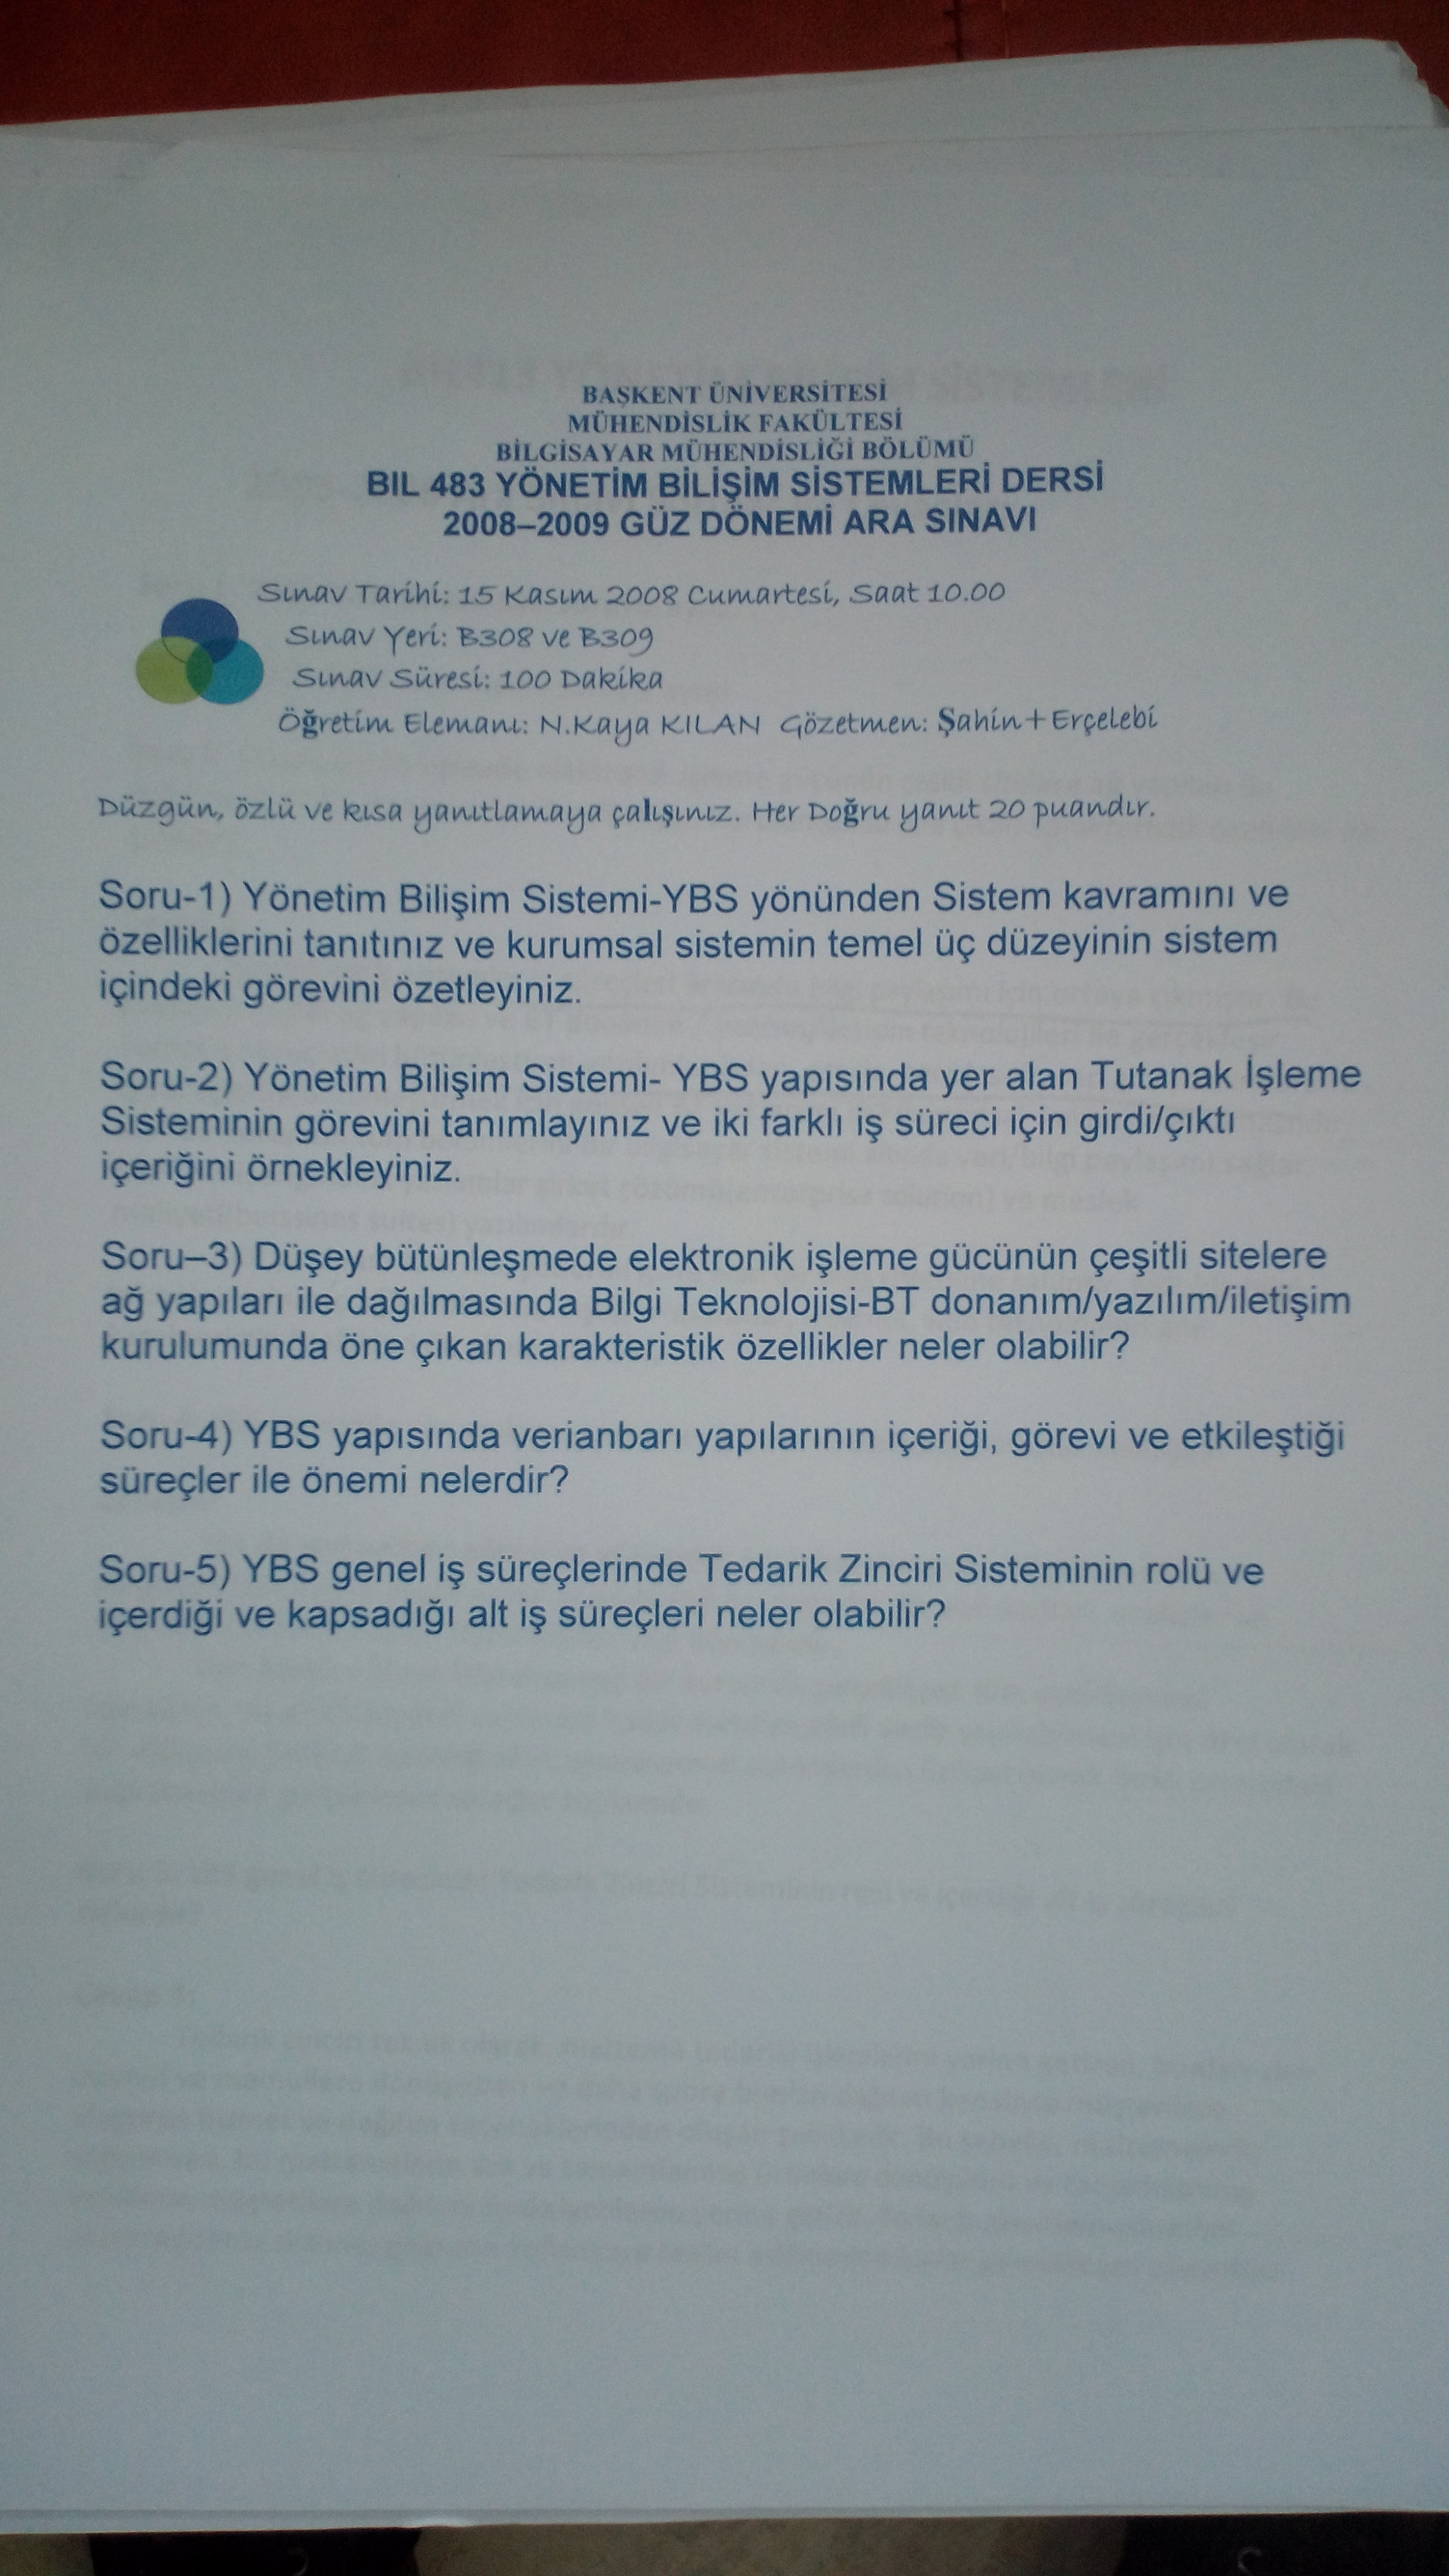 BAŞKENT ÜNİVERSİTESİ
MÜHENDİSLİK FAKÜLTESİ
BİLGİSAYAR MÜHENDİSLİĞİ BÖLÜMÜ
BIL 483 YÖNETİM BİLİŞİM SİSTEMLERİ DERSİ
2008–2009 GÜZ DÖNEMİ ARA SINAVI
Sınav Tarihi: 15 Kasım 2008 Cumartesi, Saat 10.00
Sınav Yeri: B308 ve B309
Sınav Süresi: 100 Dakika
Öğretim Elemanı: N.Kaya KILAN Gözetmen: Şahin+Erçelebi
Düzgün, özlü ve kısa yanıtlamaya çalışınız. Her Doğru yanıt 20 puandır.
Soru-1) Yönetim Bilişim Sistemi-YBS yönünden Sistem kavramını ve
özelliklerini tanıtınız ve kurumsal sistemin temel üç düzeyinin sistem
içindeki görevini özetleyiniz.
Soru-2) Yönetim Bilişim Sistemi- YBS yapısında yer alan Tutanak İşleme
Sisteminin görevini tanımlayınız ve iki farklı iş süreci için girdi/çıktı
içeriğini örnekleyiniz.
Soru–3) Düşey bütünleşmede elektronik işleme gücünün çeşitli sitelere
ağ yapıları ile dağılmasında Bilgi Teknolojisi-BT donanım/yazılım/iletişim
kurulumunda öne çıkan karakteristik özellikler neler olabilir?
Soru-4) YBS yapısında verianbarı yapılarının içeriği, görevi ve etkileştiği
süreçler ile önemi nelerdir?
Soru-5) YBS genel iş süreçlerinde Tedarik Zinciri Sisteminin rolü ve
içerdiği ve kapsadığı alt iş süreçleri neler olabilir?